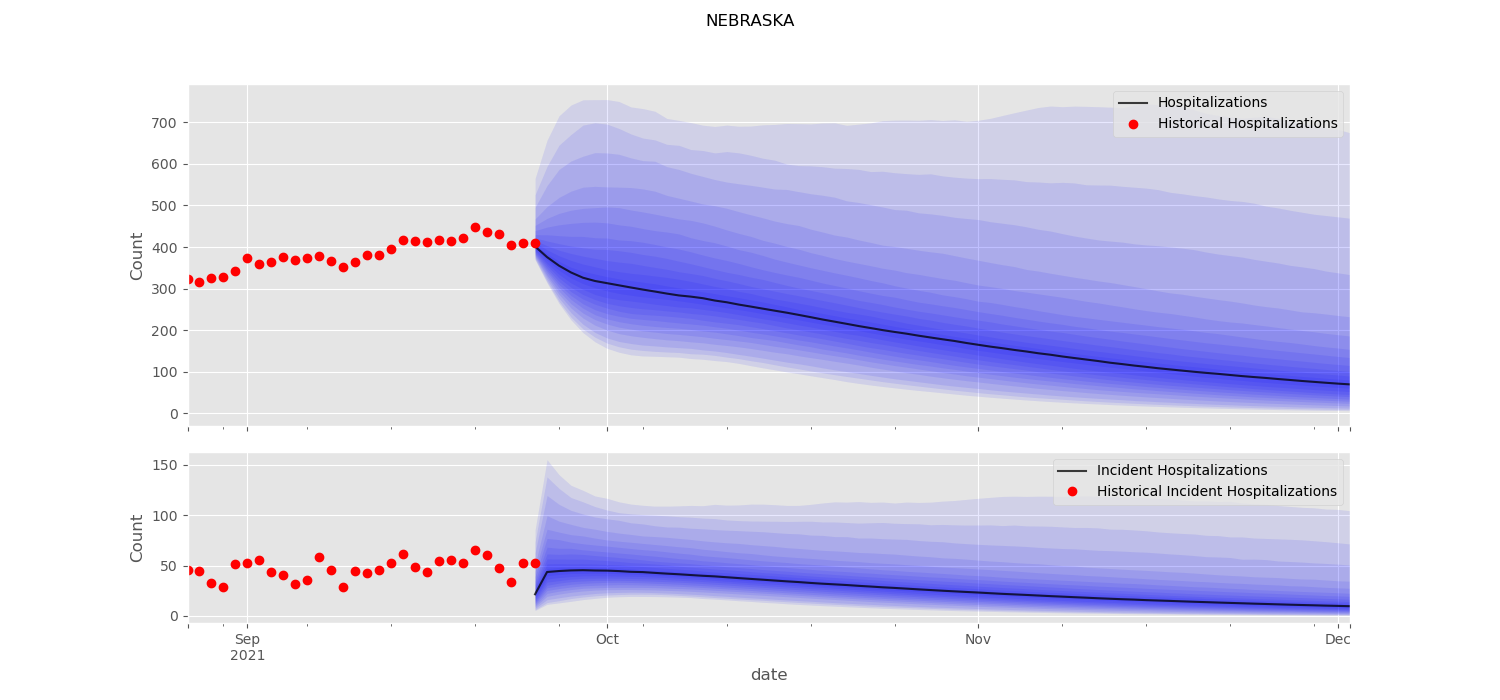 NEBRASKA
Hospitalizations
Historical Hospitalizations
Count
700
600
500
400
300
200
100
0
Incident Hospitalizations
Historical Incident Hospitalizations
Count
150
100
50
0
Sep Oct Nov Dec
2021
date